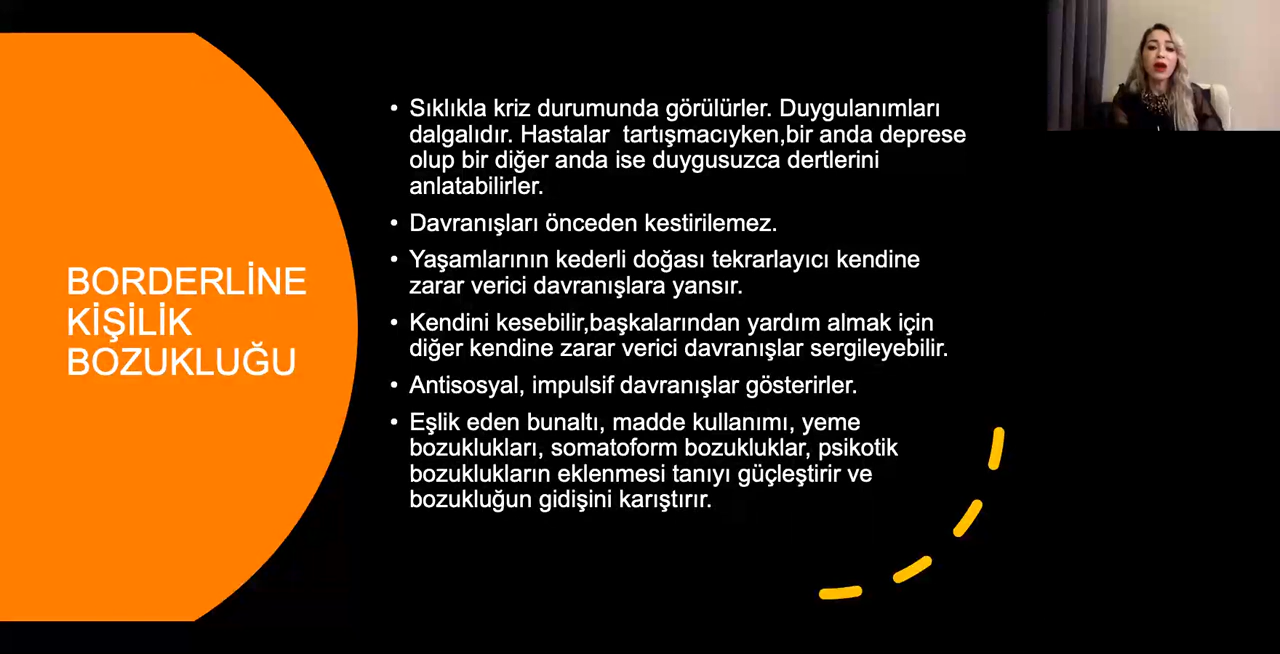 BORDERLİNE
KİŞİLİK
BOZUKLUĞU
• Sıklıkla kriz durumunda görülürler. Duygulanımları
dalgalıdır. Hastalar  tartışmacıyken,bir anda deprese
olup bir diğer anda ise duygusuzca dertlerini
anlatabilirler.
• Davranışları önceden kestirilemez.
• Yaşamlarının kederli doğası tekrarlayıcı kendine
zarar verici davranışlara yansır.
• Kendini kesebilir,başkalarından yardım almak için
diğer kendine zarar verici davranışlar sergileyebilir.
• Antisosyal, impulsif davranışlar gösterirler.
• Eşlik eden bunaltı, madde kullanımı, yeme
bozuklukları, somatoform bozukluklar, psikotik
bozuklukların eklenmesi tanıyı güçleştirir ve
bozukluğun gidişini karıştırır.